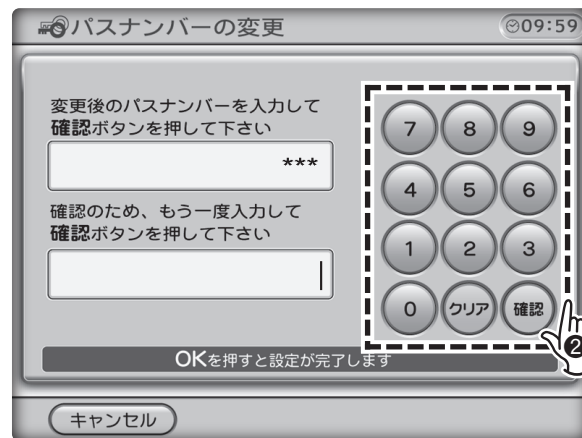 パスナンバーの変更
09:59
変更後のパスナンバーを入力して
確認ボタンを押して下さい
***
確認のため、もう一度入力して
確認ボタンを押して下さい
7 8 9
4 5 6
1 2 3
0 クリア 確認
❷
OKを押すと設定が完了します
キャンセル